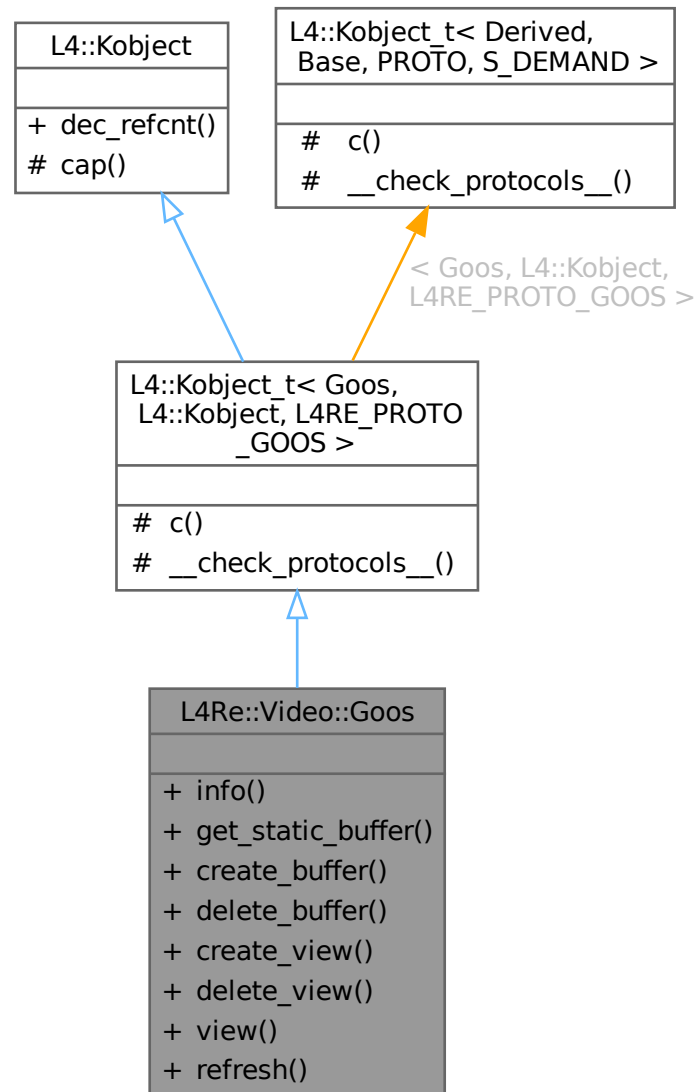 L4::Kobject
+ dec_refcnt()
# cap()
L4::Kobject_t< Derived,
Base, PROTO, S_DEMAND >
# c()
# __check_protocols__()
< Goos, L4::Kobject,
L4RE_PROTO_GOOS >
L4::Kobject_t< Goos,
L4::Kobject, L4RE_PROTO
_GOOS >
# c()
# __check_protocols__()
L4Re::Video::Goos
+ info()
+ get_static_buffer()
+ create_buffer()
+ delete_buffer()
+ create_view()
+ delete_view()
+ view()
+ refresh()